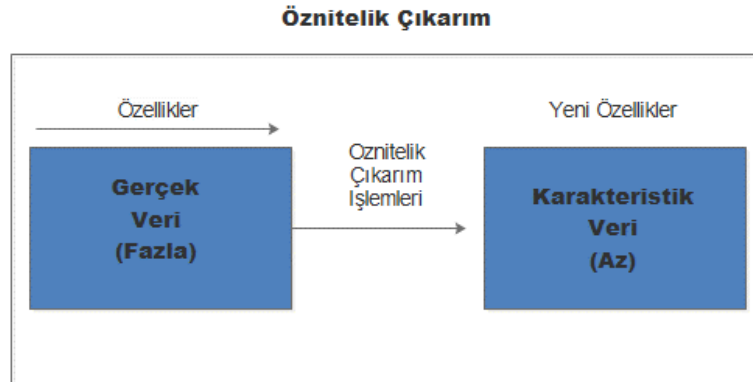 Öznitelik Çıkarım
Özellikler
Yeni Özellikler
Oznitelik
Çıkarım
Işlemleri
Gerçek
Veri
(Fazla)
Karakteristik
Veri
(Az)